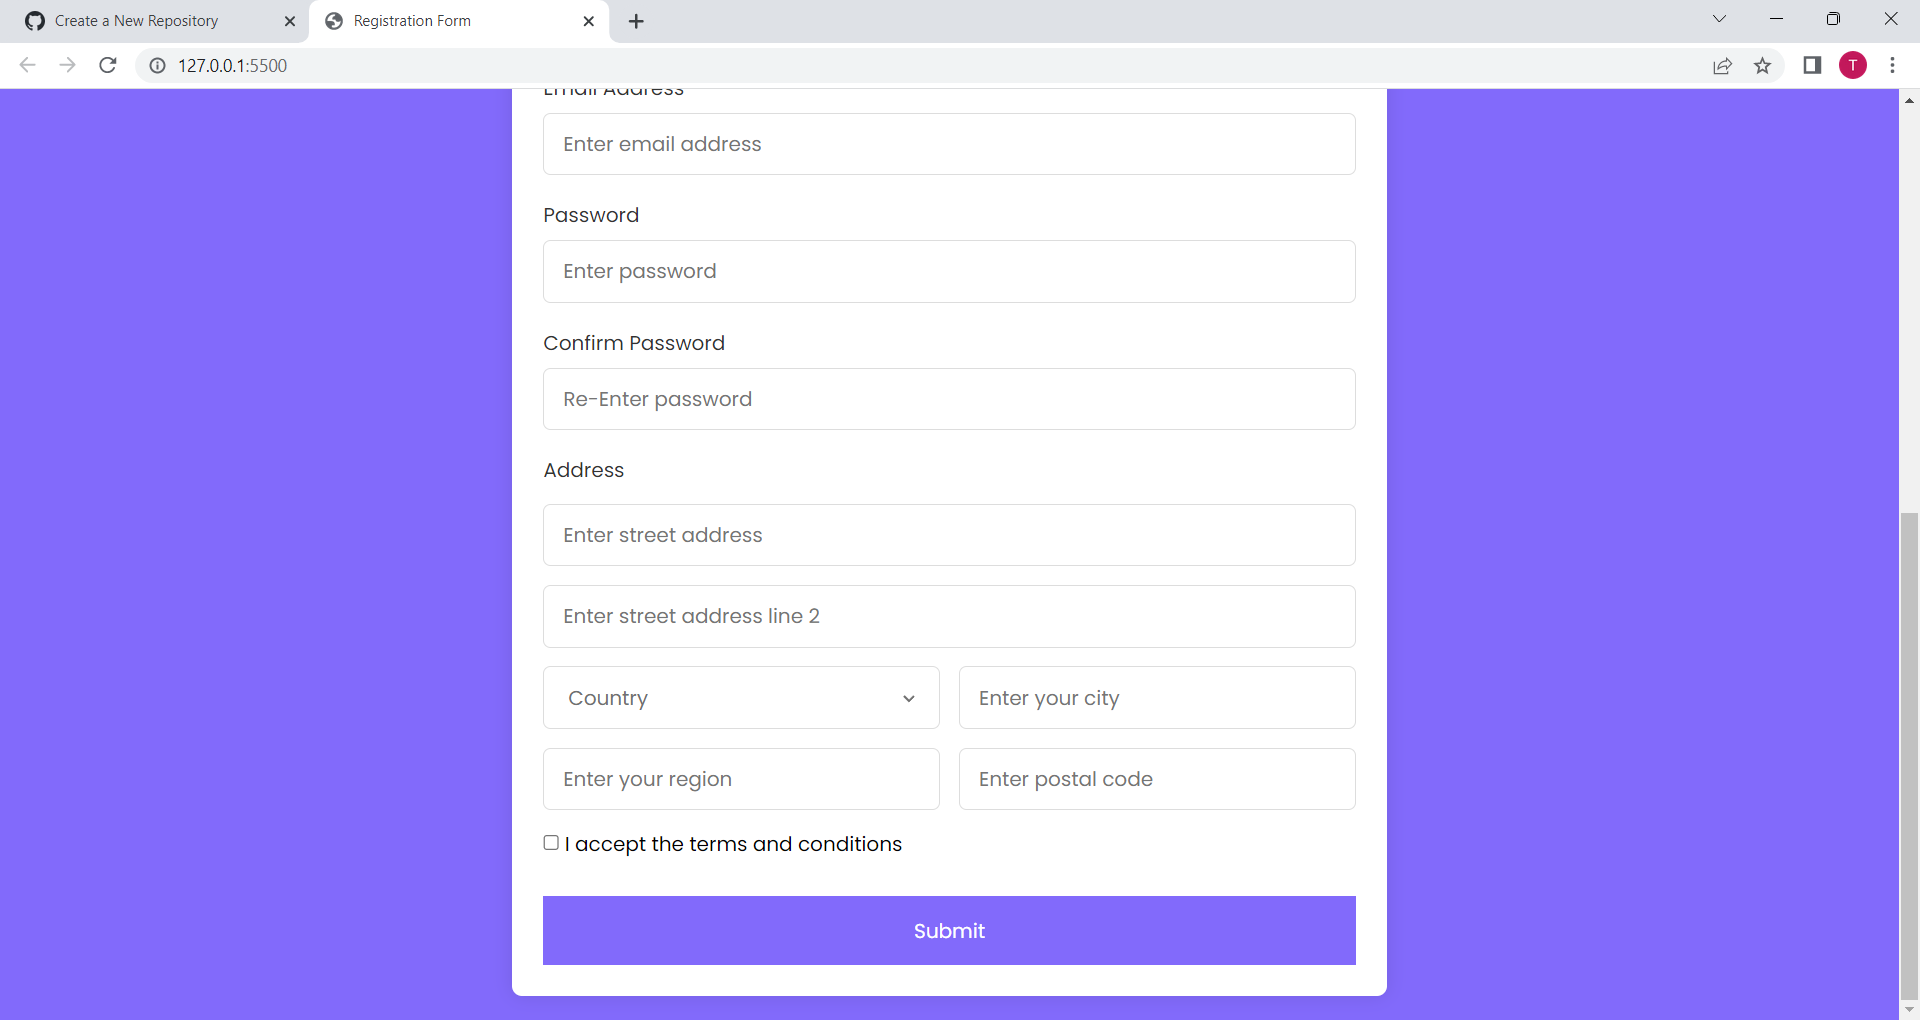 Create a New Repository
Registration Form
127.0.0.1:5500
T
Email Address
Enter email address
Password
Enter password
Confirm Password
Re-Enter password
Address
Enter street address
Enter street address line 2
Country
Enter your city
Enter your region
Enter postal code
I accept the terms and conditions
Submit